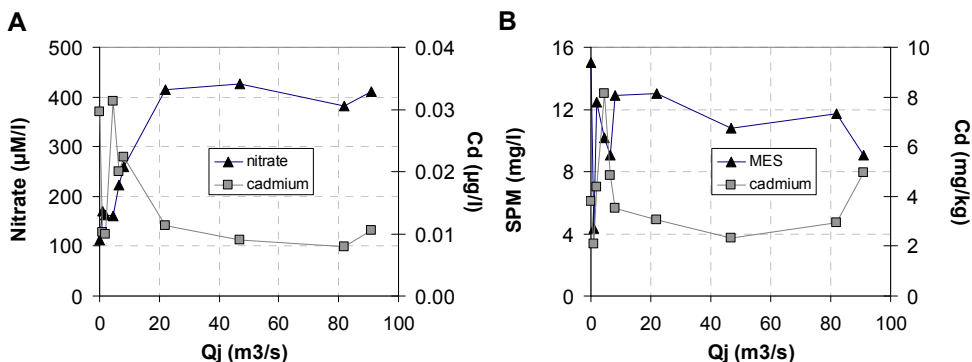 A
500
400
300
200
100
0
Nitrate (µM/l)
0.04
0.03
0.02
0.01
0.00
Cd (µg/l)
nitrate
cadmium
0 20 40 60 80 100
Qj (m3/s)
B
16
12
8
4
0
SPM (mg/l)
10
8
6
4
2
0
Cd (mg/kg)
MES
cadmium
0 20 40 60 80 100
Qj (m3/s)